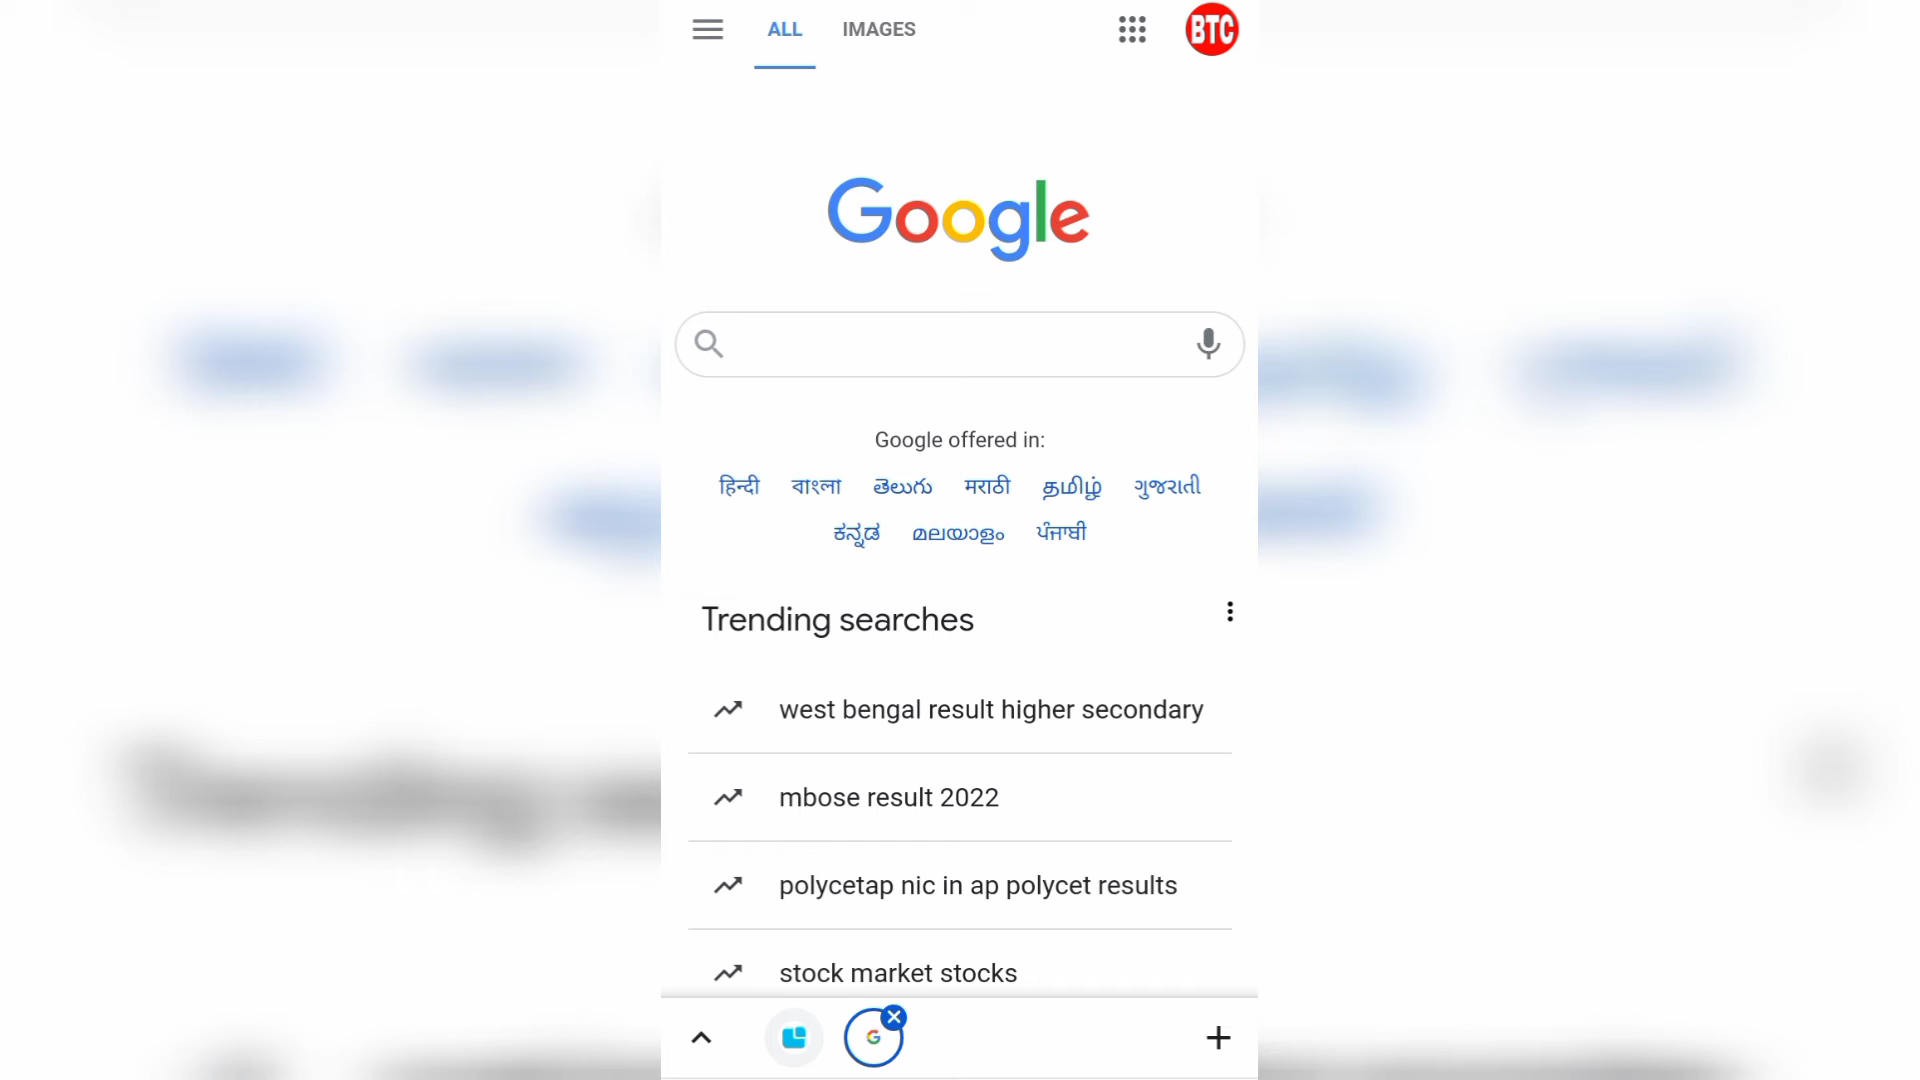 ALL IMAGES BTC
Google
Google offered in:
हिन्दी বাংলা తెలుగు मराठी தமிழ் ગુજરાતી
ಕನ್ನಡ മലയാളം ਪੰਜਾਬੀ
Trending searches
west bengal result higher secondary
mbose result 2022
polycetap nic in ap polycet results
stock market stocks
G